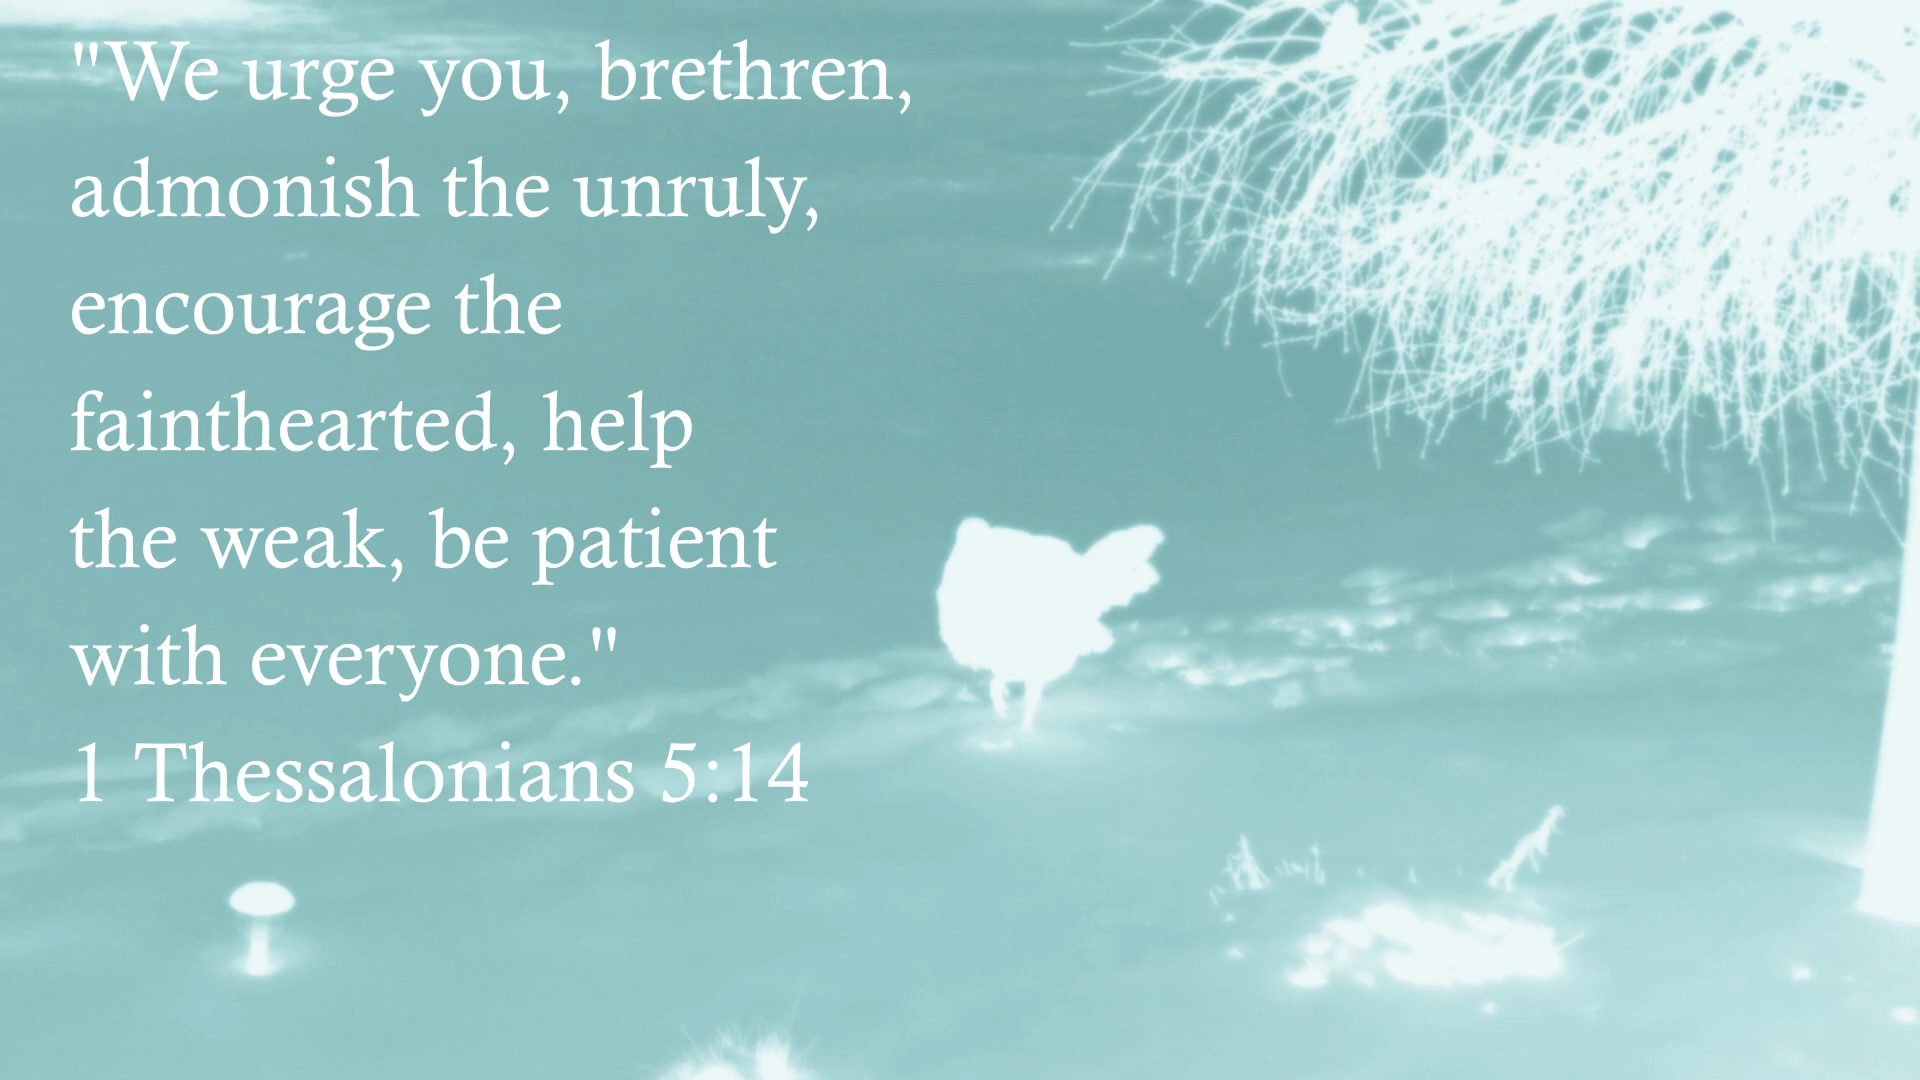 "We urge you, brethren,
admonish the unruly,
encourage the
fainthearted, help
the weak, be patient
with everyone."
1 Thessalonians 5:14